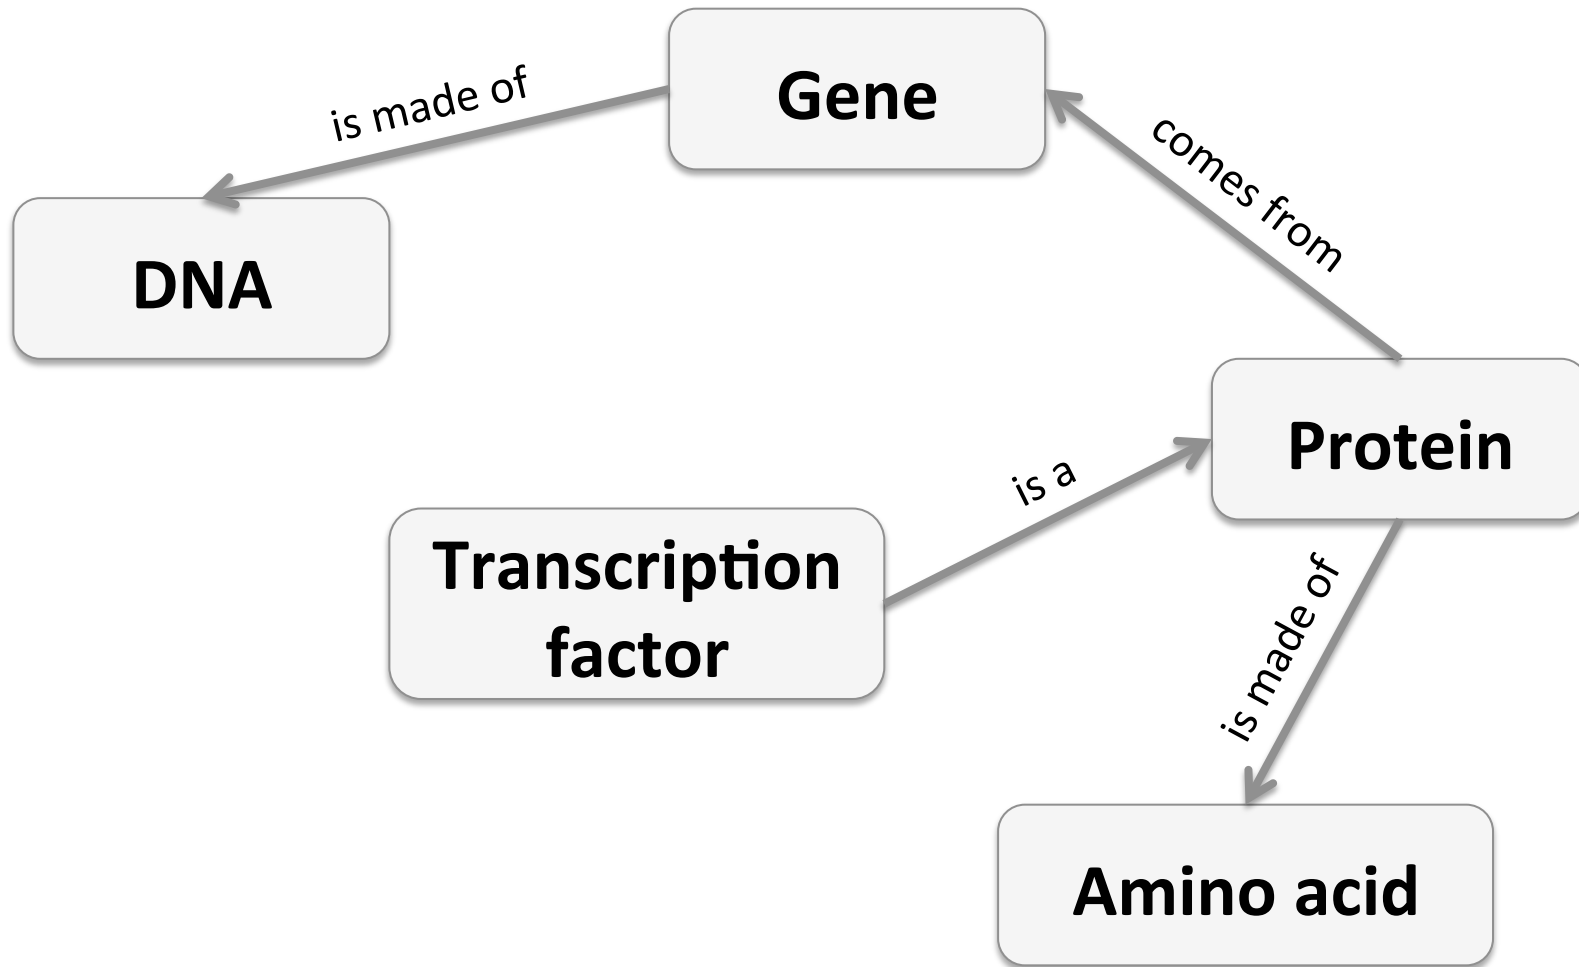 Gene
is made of
comes from
DNA
Protein
is a
Transcription
factor
is made of
Amino acid